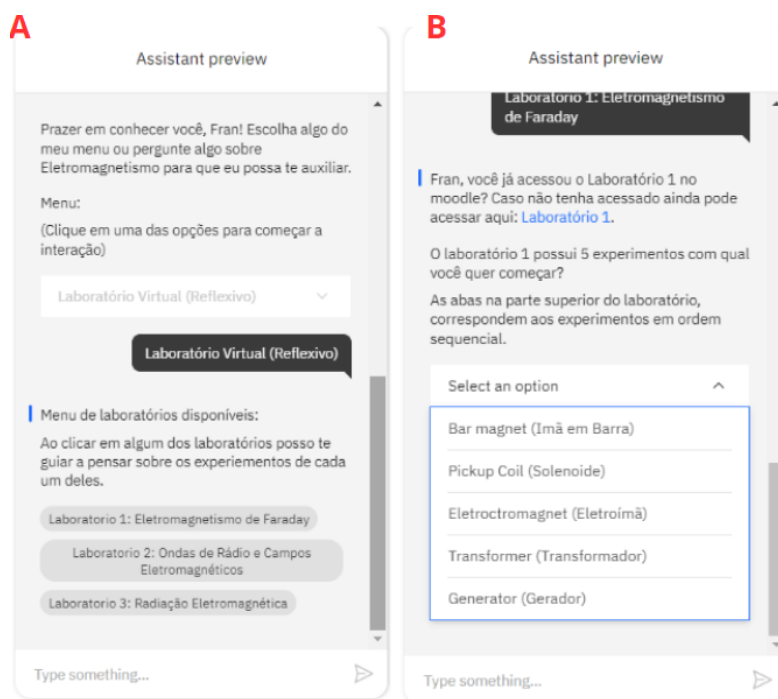 A
Assistant preview
Prazer em conhecer você, Fran! Escolha algo do
meu menu ou pergunte algo sobre
Eletromagnetismo para que eu possa te auxiliar.
Menu:
(Clique em uma das opções para começar a
interação)
Laboratório Virtual (Reflexivo)
Laboratório Virtual (Reflexivo)
Menu de laboratórios disponíveis:
Ao clicar em algum dos laboratórios posso te
guiar a pensar sobre os experiementos de cada
um deles.
Laboratorio 1: Eletromagnetismo de Faraday
Laboratorio 2: Ondas de Rádio e Campos
Eletromagnéticos
Laboratorio 3: Radiação Eletromagnética
Type something...
B
Assistant preview
Laboratorio 1: Eletromagnetismo
de Faraday
Fran, você já acessou o Laboratório 1 no
moodle? Caso não tenha acessado ainda pode
acessar aqui: Laboratório 1.
O laboratório 1 possui 5 experimentos com qual
você quer começar?
As abas na parte superior do laboratório,
correspondem aos experimentos em ordem
sequencial.
Select an option
Bar magnet (Imã em Barra)
Pickup Coil (Solenoide)
Eletroctromagnet (Eletroímã)
Transformer (Transformador)
Generator (Gerador)
Type something...